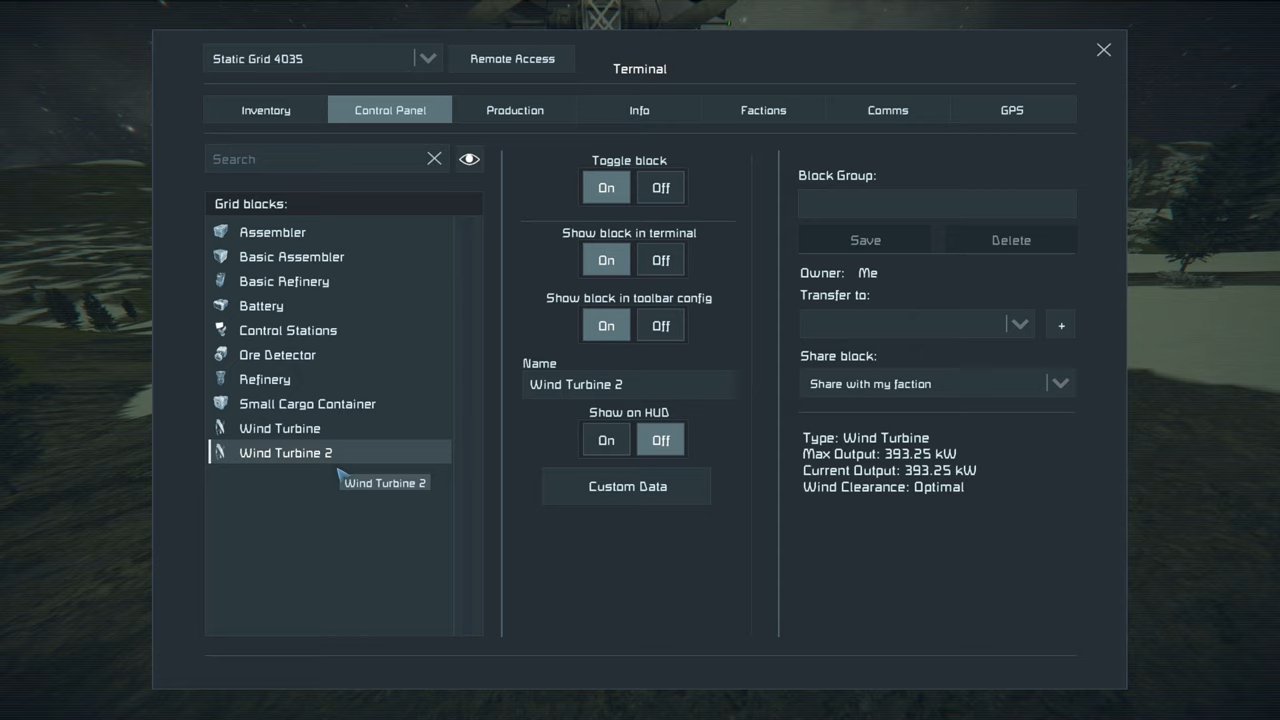 Static Grid 4035
Remote Access
Terminal
Inventory
Control Panel
Production
Info
Factions
Comms
GPS
Search
Grid blocks:
Assembler
Basic Assembler
Basic Refinery
Battery
Control Stations
Ore Detector
Refinery
Small Cargo Container
Wind Turbine
Wind Turbine 2
Wind Turbine 2
Toggle block
On Off
Show block in terminal
On Off
Show block in toolbar config
On Off
Name
Wind Turbine 2
Show on HUD
On Off
Custom Data
Block Group:
Save Delete
Owner: Me
Transfer to:
+
Share block:
Share with my faction
Type: Wind Turbine
Max Output: 393.25 kW
Current Output: 393.25 kW
Wind Clearance: Optimal